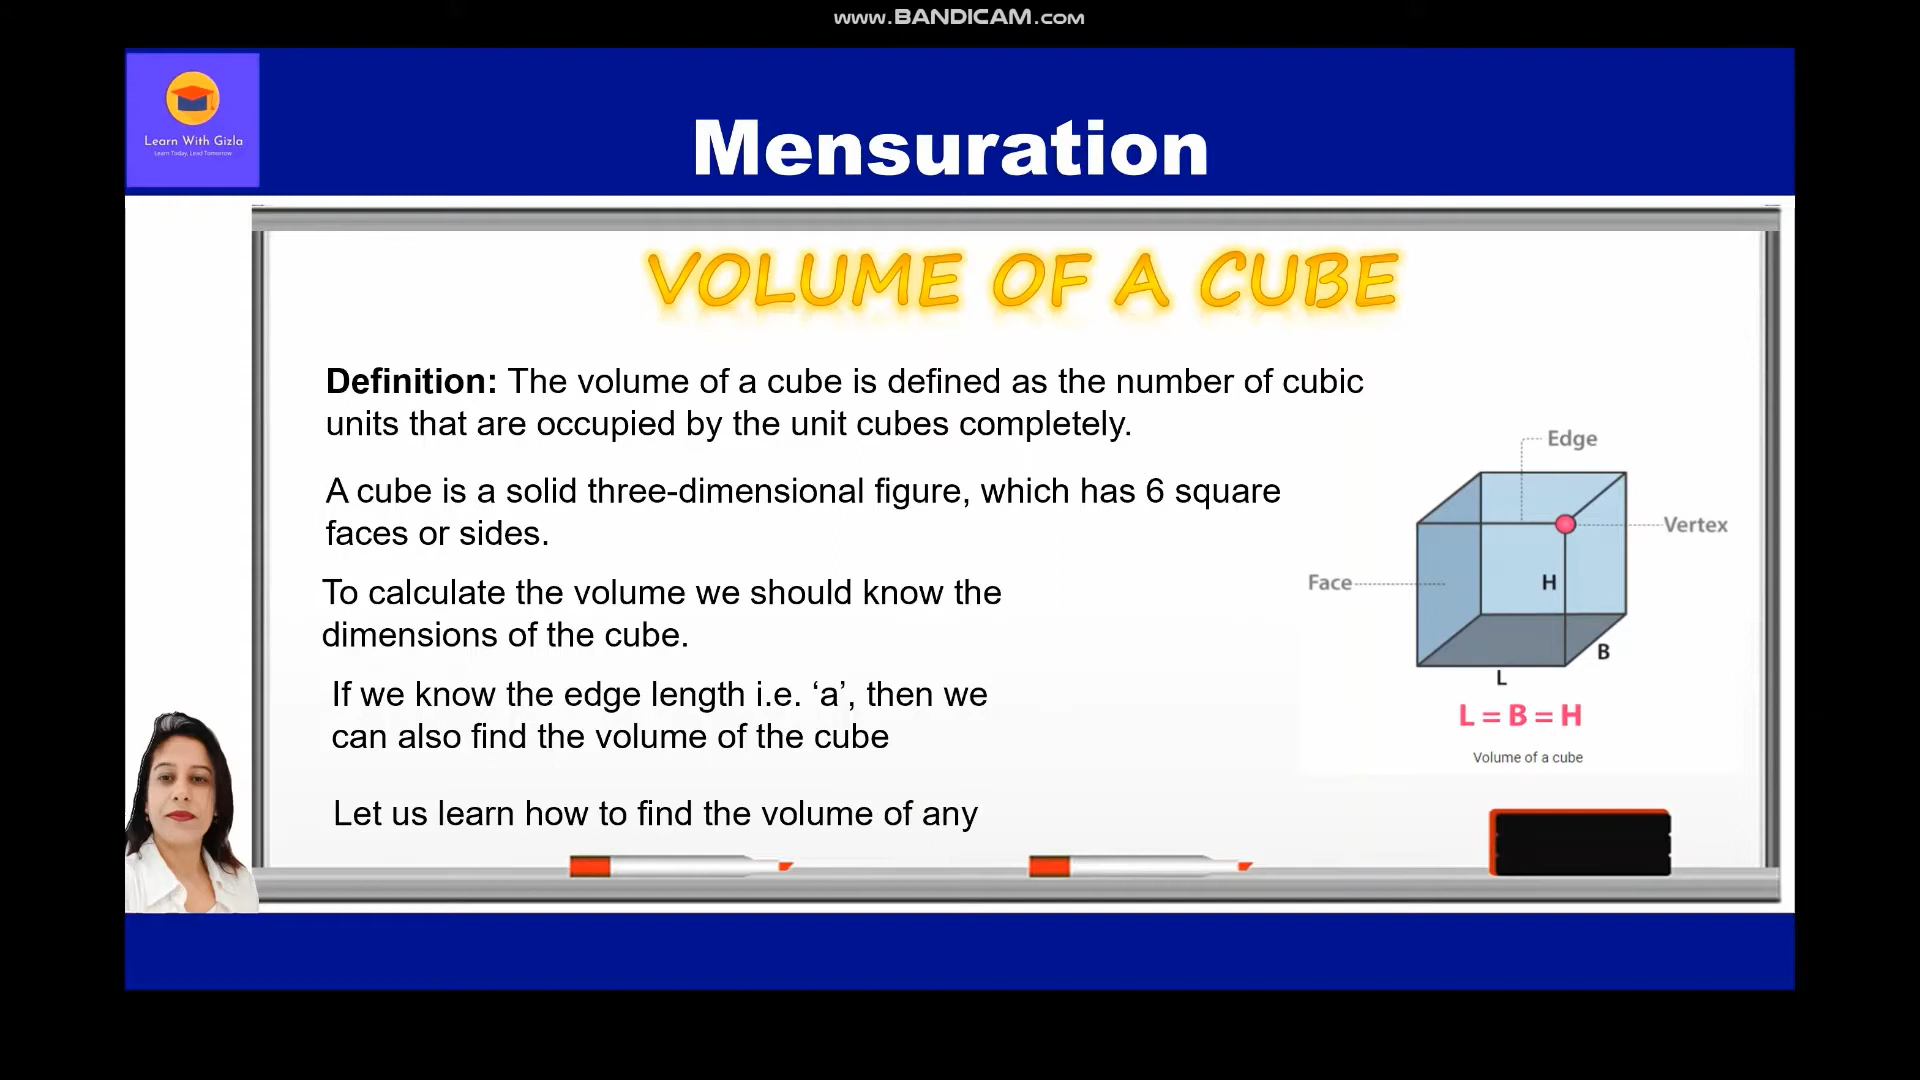 www.BANDICAM.com
Learn With Gizla
Learn Today, Lead Tomorrow
Mensuration
VOLUME OF A CUBE
Definition: The volume of a cube is defined as the number of cubic
units that are occupied by the unit cubes completely.
A cube is a solid three-dimensional figure, which has 6 square
faces or sides.
To calculate the volume we should know the
dimensions of the cube.
If we know the edge length i.e. ‘a’, then we
can also find the volume of the cube
Let us learn how to find the volume of any
Edge
Vertex
Face
H
B
L
L = B = H
Volume of a cube